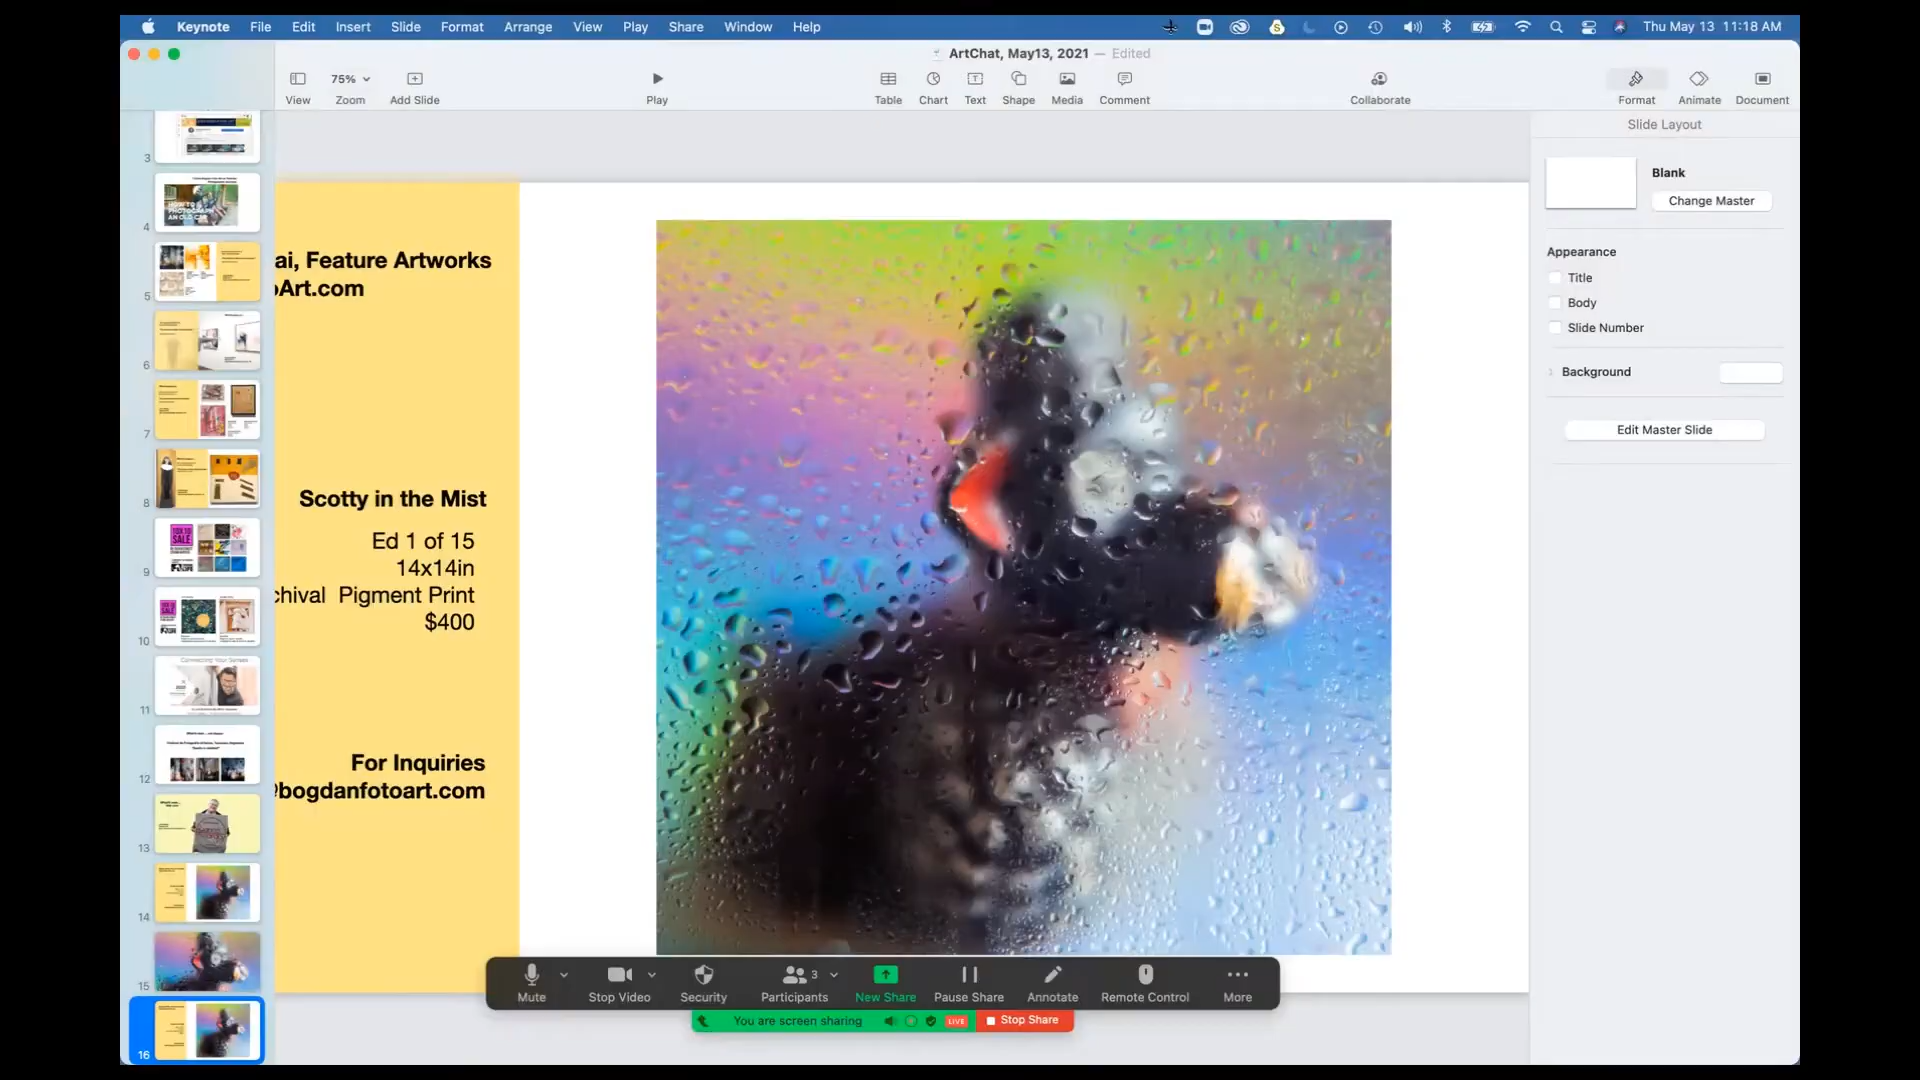 Keynote File Edit Insert Slide Format Arrange View Play Share Window Help
Thu May 13 11:18 AM
ArtChat, May13, 2021 — Edited
75%
View Zoom Add Slide Play Table Chart Text Shape Media Comment Collaborate Format Animate Document
Slide Layout
Blank
Change Master
Appearance
Title
Body
Slide Number
Background
Edit Master Slide
3
4
5
6
7
8
9
10
11
12
13
14
15
16
ai, Feature Artworks
oArt.com
Scotty in the Mist
Ed 1 of 15
14x14in
chival Pigment Print
$400
For Inquiries
@bogdanfotoart.com
3
Mute Stop Video Security Participants New Share Pause Share Annotate Remote Control More
You are screen sharing LIVE Stop Share